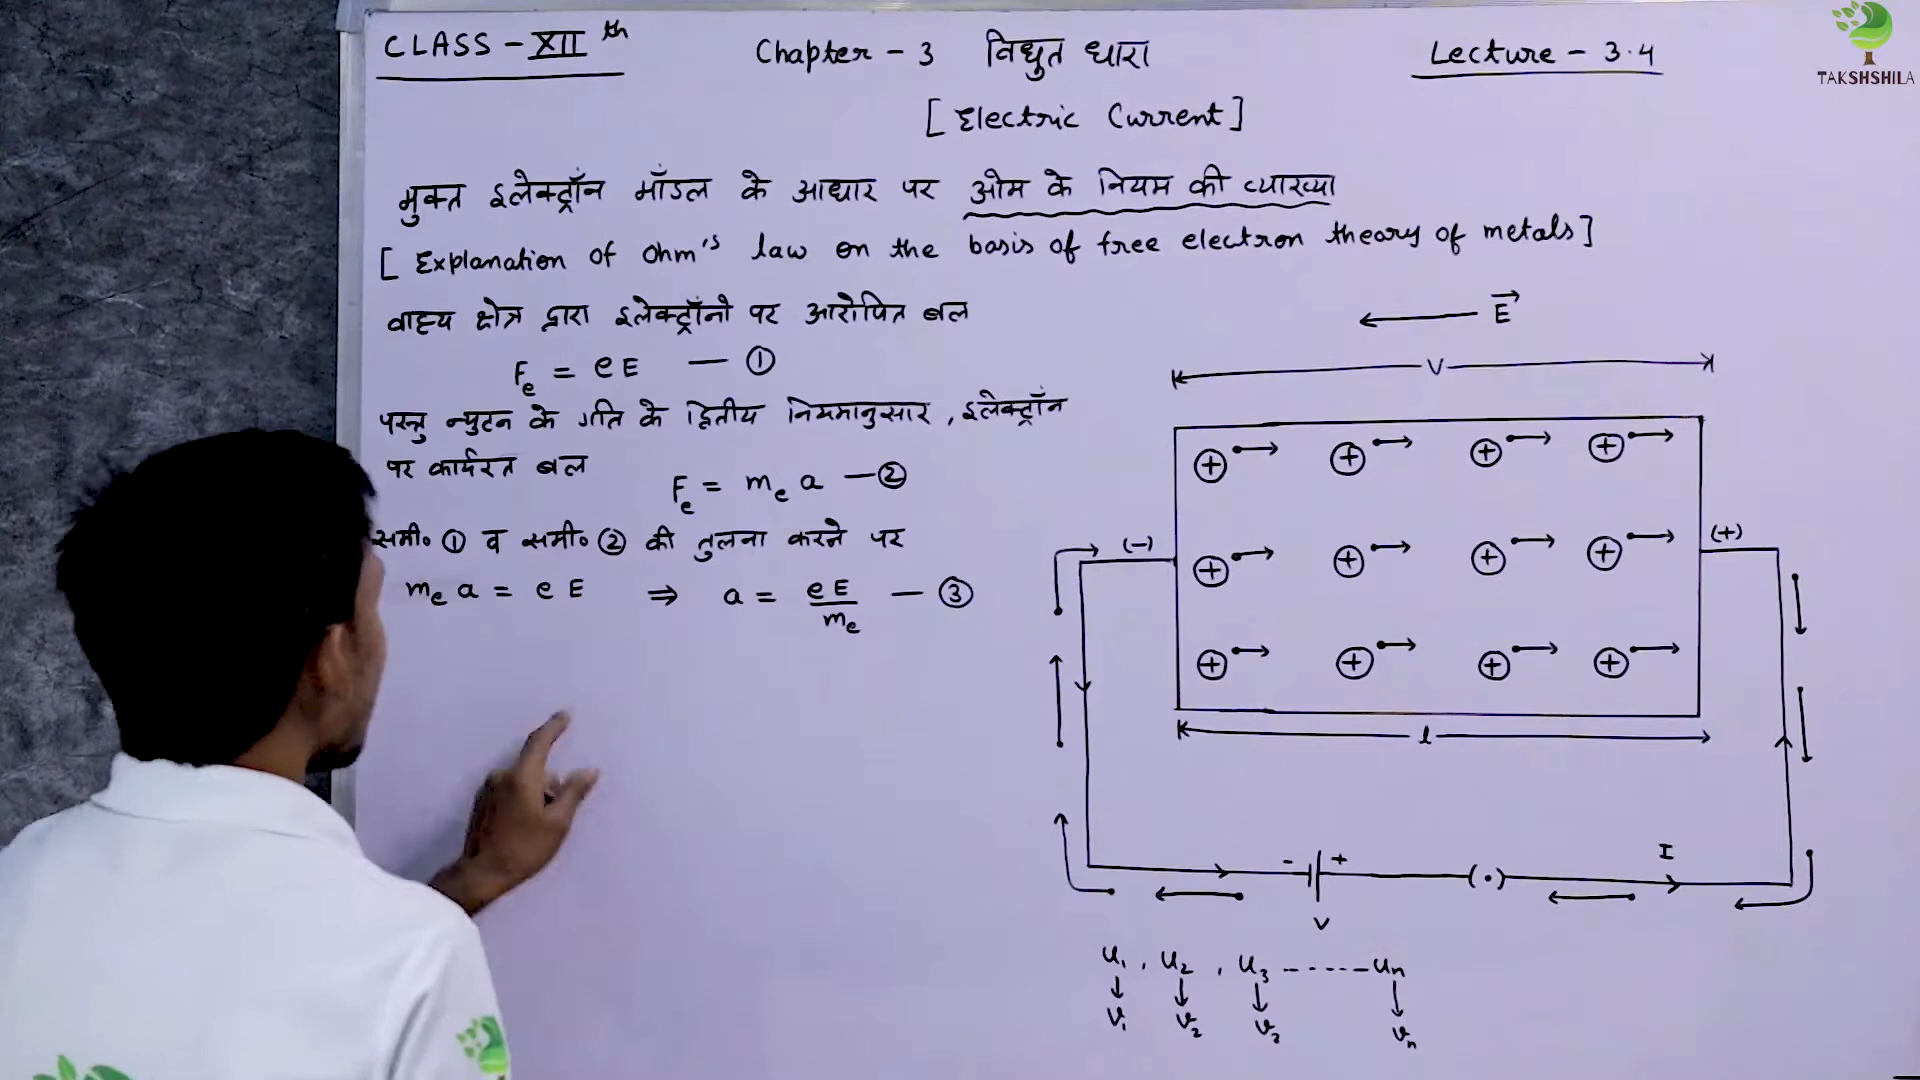 CLASS - XII th
Chapter - 3 विधुत धारा
Lecture - 3.4
TAKSHSHILA
[ Electric Current ]
मुक्त इलेक्ट्रॉन मॉडल के आधार पर ओम के नियम की व्याख्या
[ Explanation of Ohm's law on the basis of free electron theory of metals ]
वाह्य क्षेत्र द्वारा इलेक्ट्रॉनो पर आरोपित बल
Fe = eE — ①
परन्तु न्युटन के गति के द्वितीय नियमानुसार , इलेक्ट्रॉन
पर कार्यरत बल
Fe = me a — ②
समी० ① व समी० ② की तुलना करने पर
me a = e E ⇒ a = eE/me — ③
E
V
+ + + +
(-) (+)
+ + + +
+ + + +
l
I
- +
(·)
V
u1 , u2 , u3 ------ un
v1 v2 v3 vn